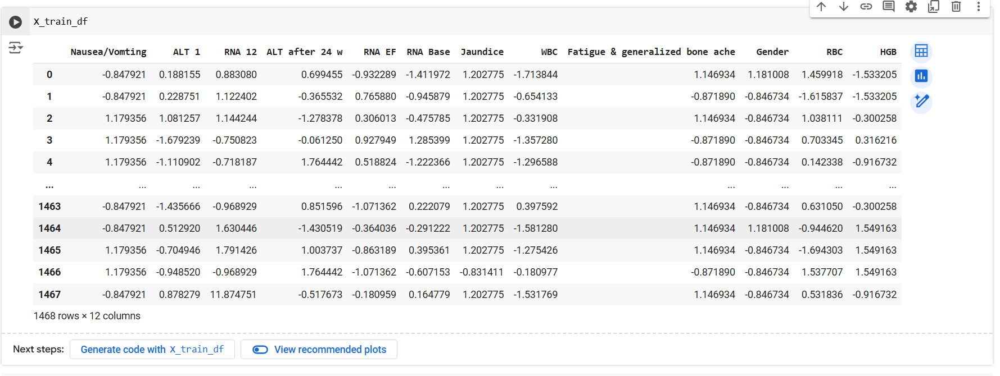 X_train_df
Nausea/Vomting ALT 1 RNA 12 ALT after 24 w RNA EF RNA Base Jaundice WBC Fatigue & generalized bone ache Gender RBC HGB
0 -0.847921 0.188155 0.883080 0.699455 -0.932289 -1.411972 1.202775 -1.713844 1.146934 1.181008 1.459918 -1.533205
1 -0.847921 0.228751 1.122402 -0.365532 0.765880 -0.945879 1.202775 -0.654133 -0.871890 -0.846734 -1.615837 -1.533205
2 1.179356 1.081257 1.144244 -1.278378 0.306013 -0.475785 1.202775 -0.331908 1.146934 -0.846734 1.038111 -0.300258
3 1.179356 -1.679239 -0.750823 -0.061250 0.927949 1.285399 1.202775 -1.357280 -0.871890 -0.846734 0.703345 0.316216
4 1.179356 -1.110902 -0.718187 1.764442 0.518824 -1.222366 1.202775 -1.296588 -0.871890 -0.846734 0.142338 -0.916732
... ... ... ... ... ... ... ... ... ... ... ... ...
1463 -0.847921 -1.435666 -0.968929 0.851596 -1.071362 0.222079 1.202775 0.397592 1.146934 -0.846734 0.631050 -0.300258
1464 -0.847921 0.512920 1.630446 -1.430519 -0.364036 -0.291222 1.202775 -1.581280 1.146934 1.181008 -0.944620 1.549163
1465 1.179356 -0.704946 1.791426 1.003737 -0.863189 0.395361 1.202775 -1.275426 1.146934 -0.846734 -1.694303 1.549163
1466 1.179356 -0.948520 -0.968929 1.764442 -1.071362 -0.607153 -0.831411 -0.180977 -0.871890 -0.846734 1.537707 1.549163
1467 -0.847921 0.878279 11.874751 -0.517673 -0.180959 0.164779 1.202775 -1.531769 1.146934 -0.846734 0.531836 -0.916732
1468 rows × 12 columns
Next steps: Generate code with X_train_df View recommended plots